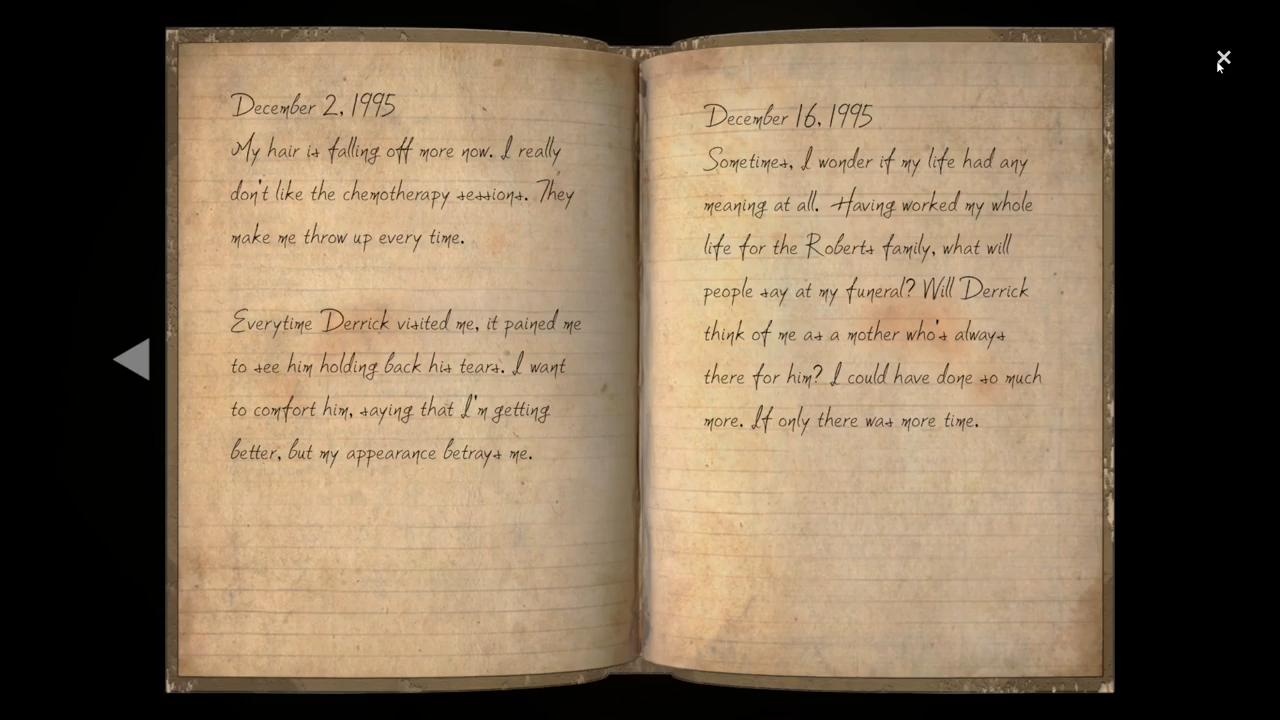 December 2, 1995
My hair is falling off more now. I really
don't like the chemotherapy sessions. They
make me throw up every time.
Everytime Derrick visited me, it pained me
to see him holding back his tears. I want
to comfort him, saying that I'm getting
better, but my appearance betrays me.
December 16, 1995
Sometimes, I wonder if my life had any
meaning at all. Having worked my whole
life for the Roberts family, what will
people say at my funeral? Will Derrick
think of me as a mother who's always
there for him? I could have done so much
more. If only there was more time.